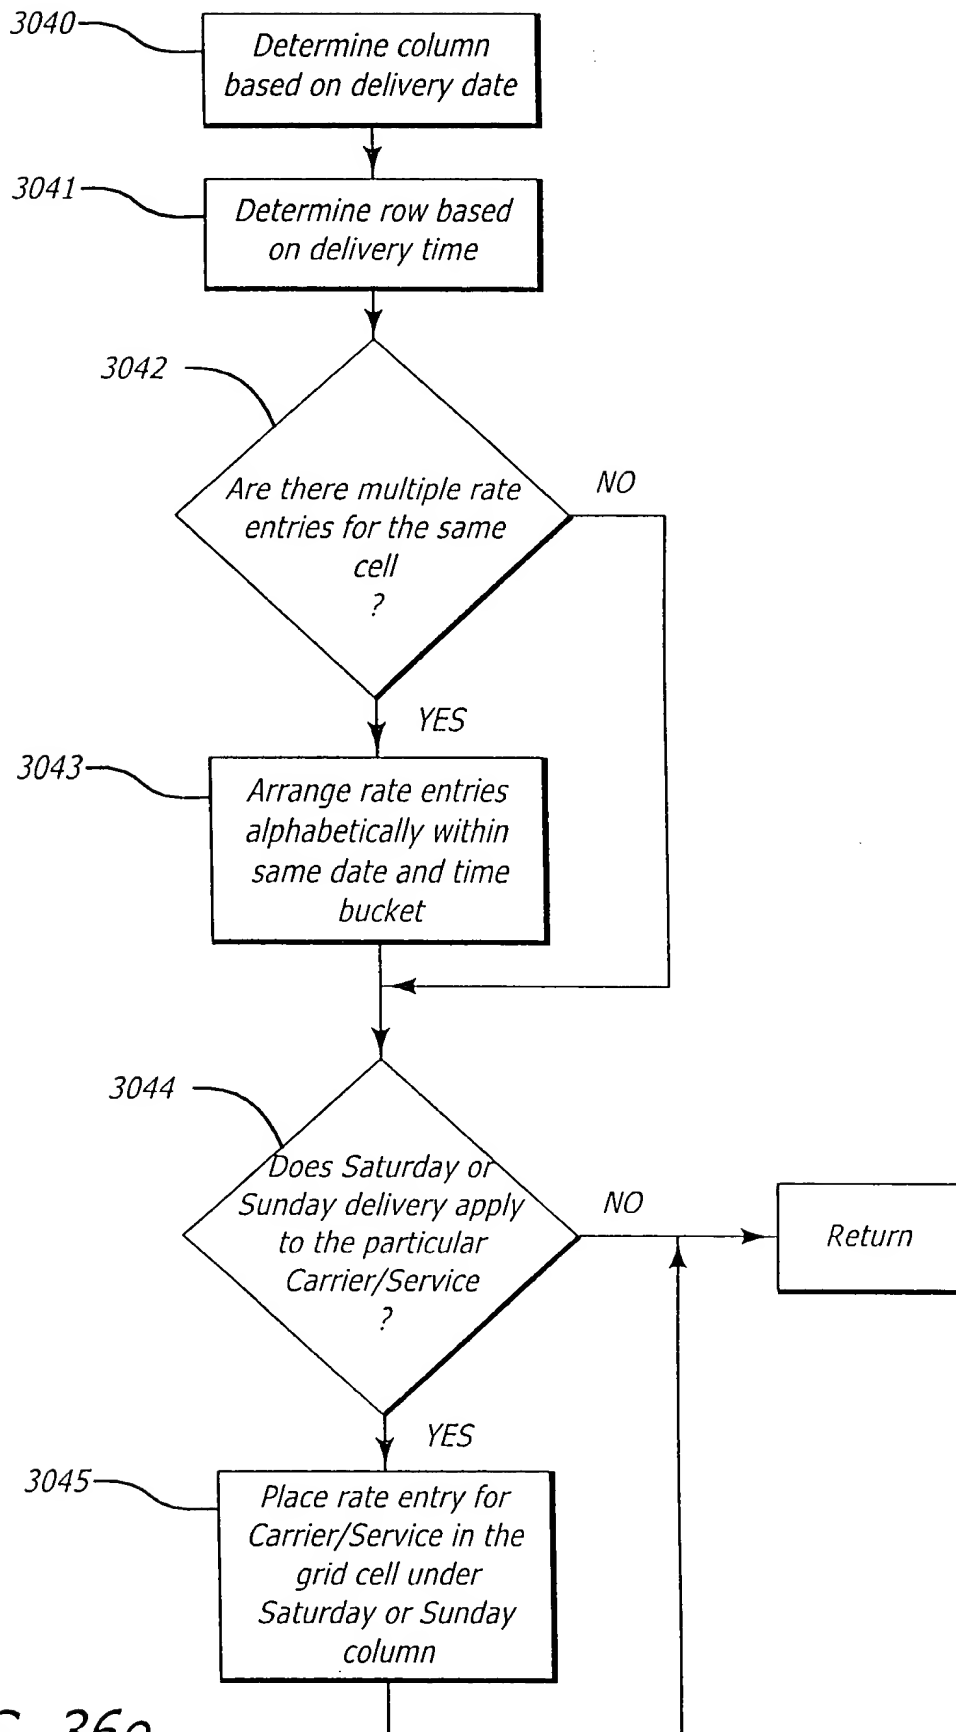 3040
Determine column
based on delivery date
3041
Determine row based
on delivery time
3042
Are there multiple rate
entries for the same
cell
?
NO
YES
3043
Arrange rate entries
alphabetically within
same date and time
bucket
3044
Does Saturday or
Sunday delivery apply
to the particular
Carrier/Service
?
NO
Return
YES
3045
Place rate entry for
Carrier/Service in the
grid cell under
Saturday or Sunday
column